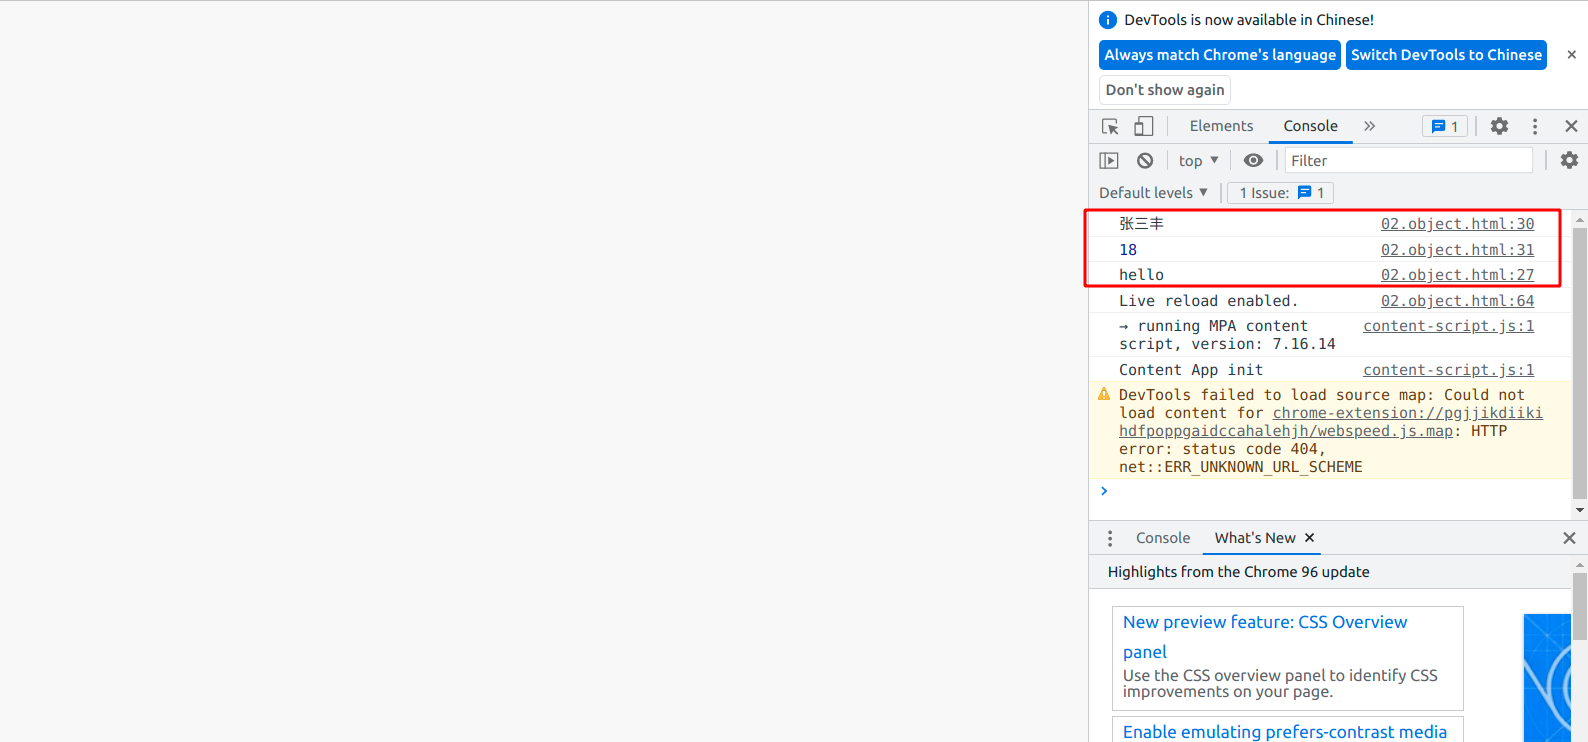 DevTools is now available in Chinese!
Always match Chrome's language Switch DevTools to Chinese
Don't show again
Elements Console 1
top Filter
Default levels 1 Issue: 1
张三丰 02.object.html:30
18 02.object.html:31
hello 02.object.html:27
Live reload enabled. 02.object.html:64
→ running MPA content content-script.js:1
script, version: 7.16.14
Content App init content-script.js:1
DevTools failed to load source map: Could not
load content for chrome-extension://pgjjikdiiki
hdfpoppgaidccahalehjh/webspeed.js.map: HTTP
error: status code 404,
net::ERR_UNKNOWN_URL_SCHEME
Console What's New
Highlights from the Chrome 96 update
New preview feature: CSS Overview
panel
Use the CSS overview panel to identify CSS
improvements on your page.
Enable emulating prefers-contrast media